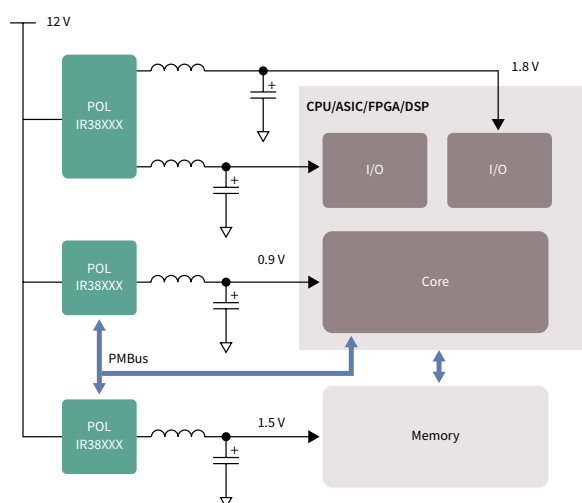 12 V
1.8 V
POL
IR38XXX
CPU/ASIC/FPGA/DSP
+
I/O
I/O
+
POL
IR38XXX
0.9 V
Core
+
PMBus
POL
IR38XXX
1.5 V
Memory
+